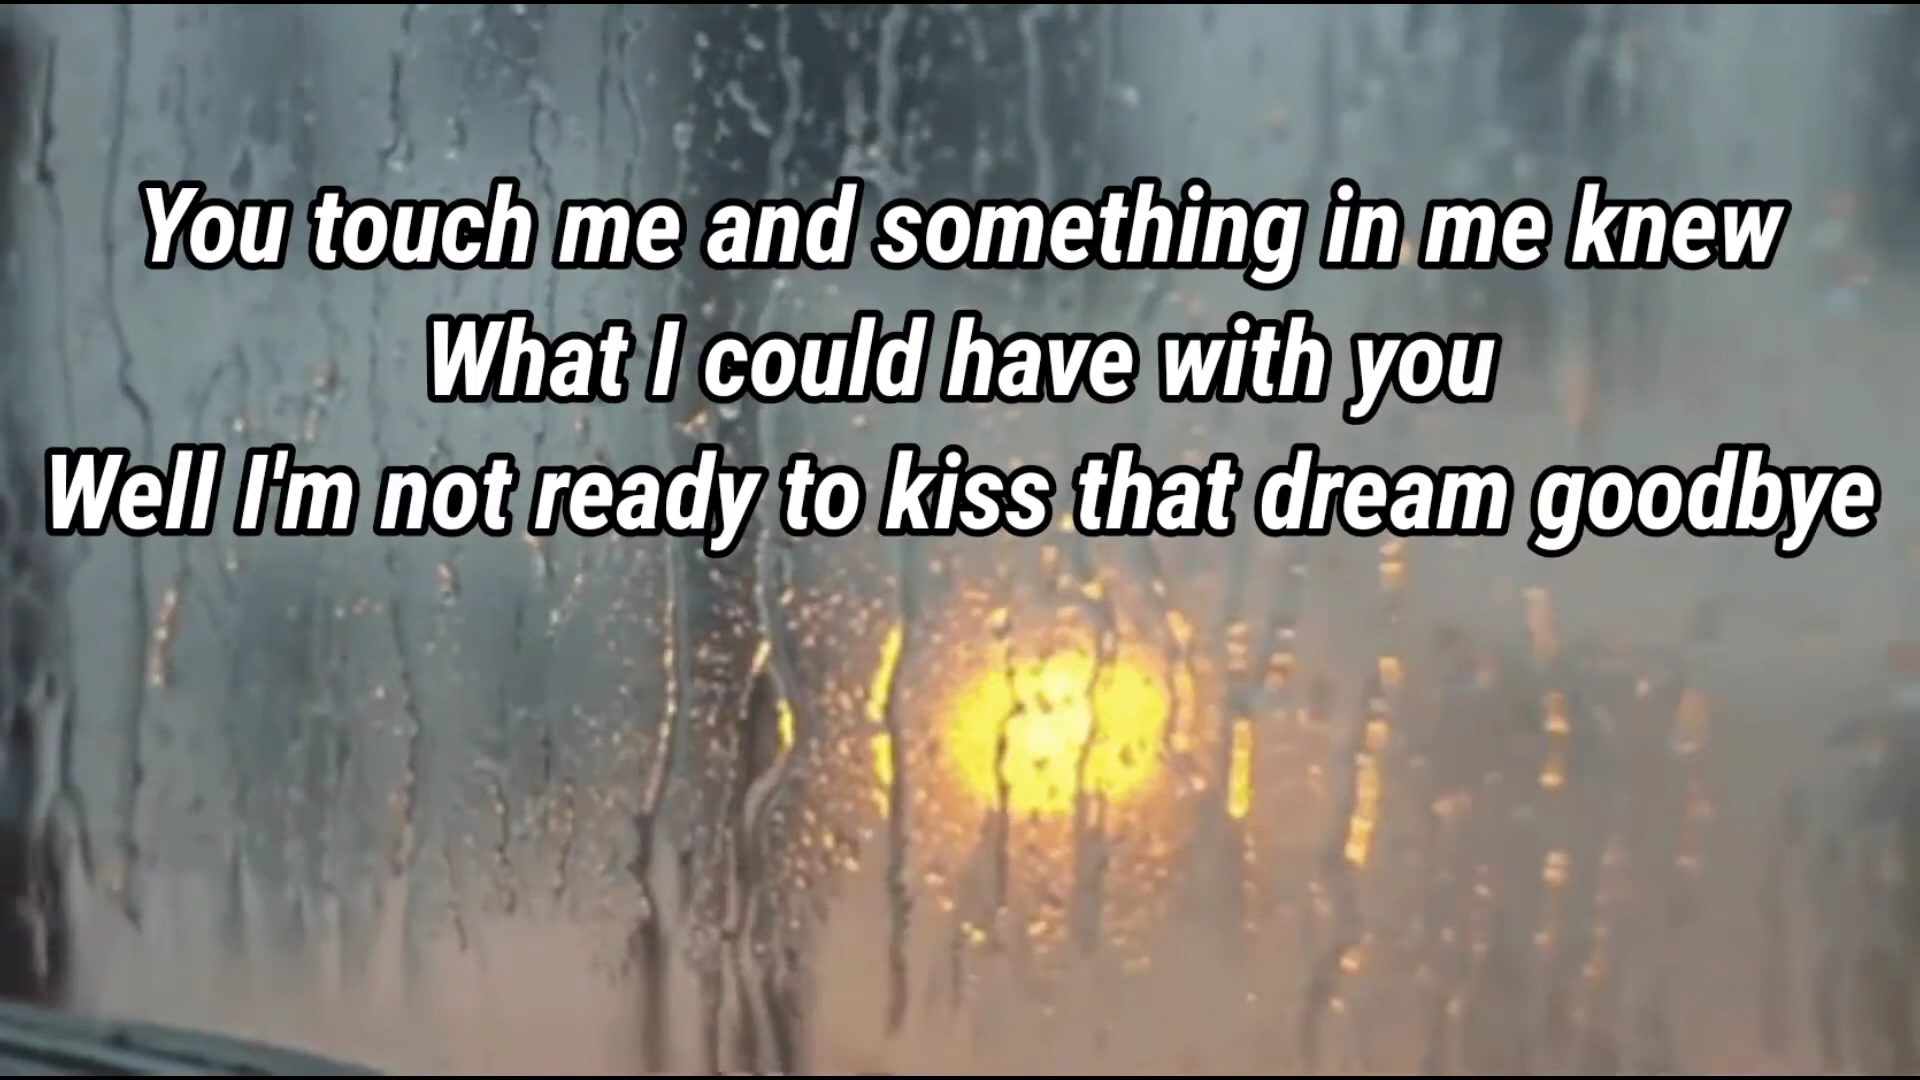 You touch me and something in me knew
What I could have with you
Well I'm not ready to kiss that dream goodbye